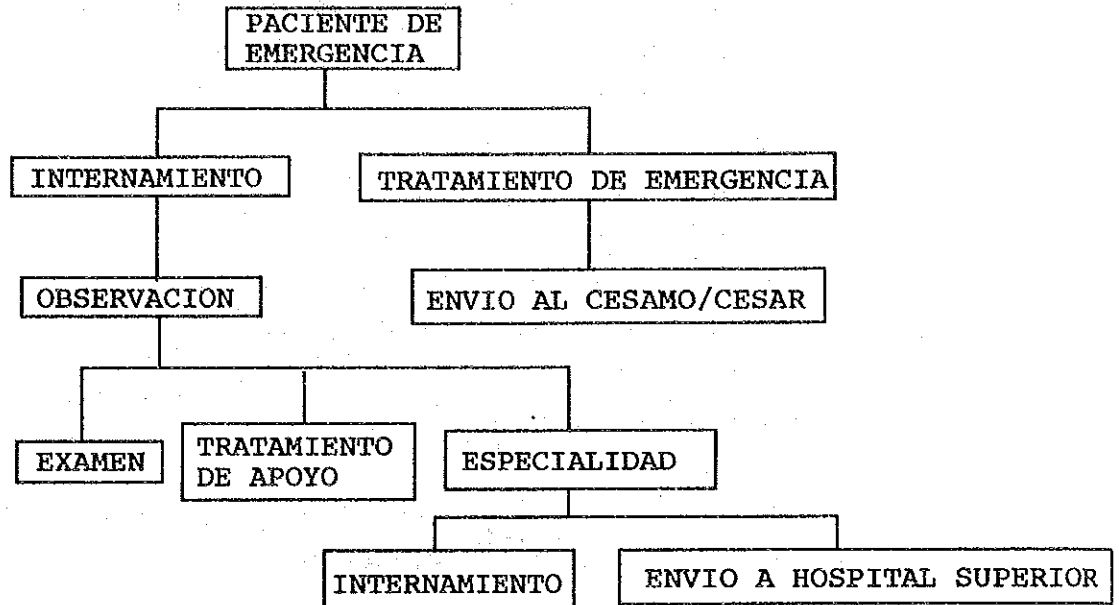 PACIENTE DE
EMERGENCIA
INTERNAMIENTO
TRATAMIENTO DE EMERGENCIA
OBSERVACION
ENVIO AL CESAMO/CESAR
EXAMEN
TRATAMIENTO
DE APOYO
ESPECIALIDAD
INTERNAMIENTO
ENVIO A HOSPITAL SUPERIOR